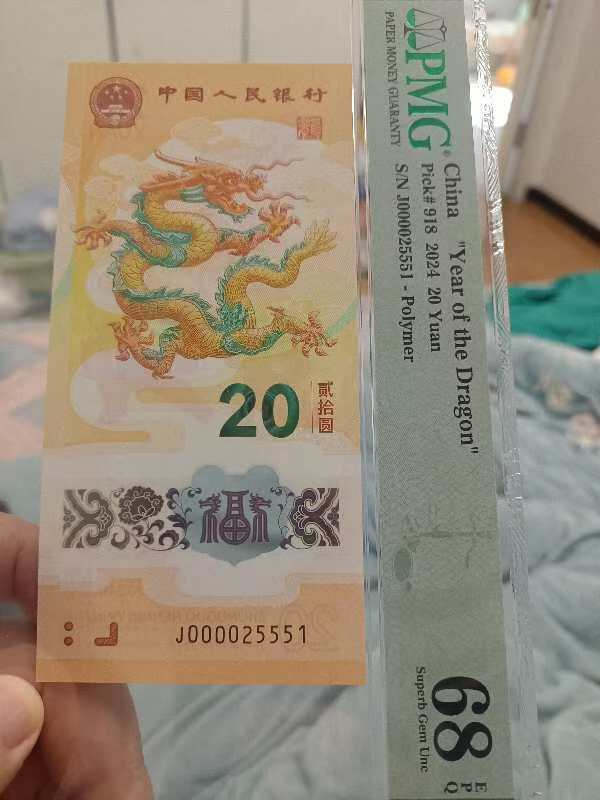 中国人民银行
20
贰拾圆
J000025551
PMG
PAPER MONEY GUARANTY
China "Year of the Dragon"
Pick# 918 2024 20 Yuan
S/N J000025551 - Polymer
68 EPQ
Superb Gem Unc